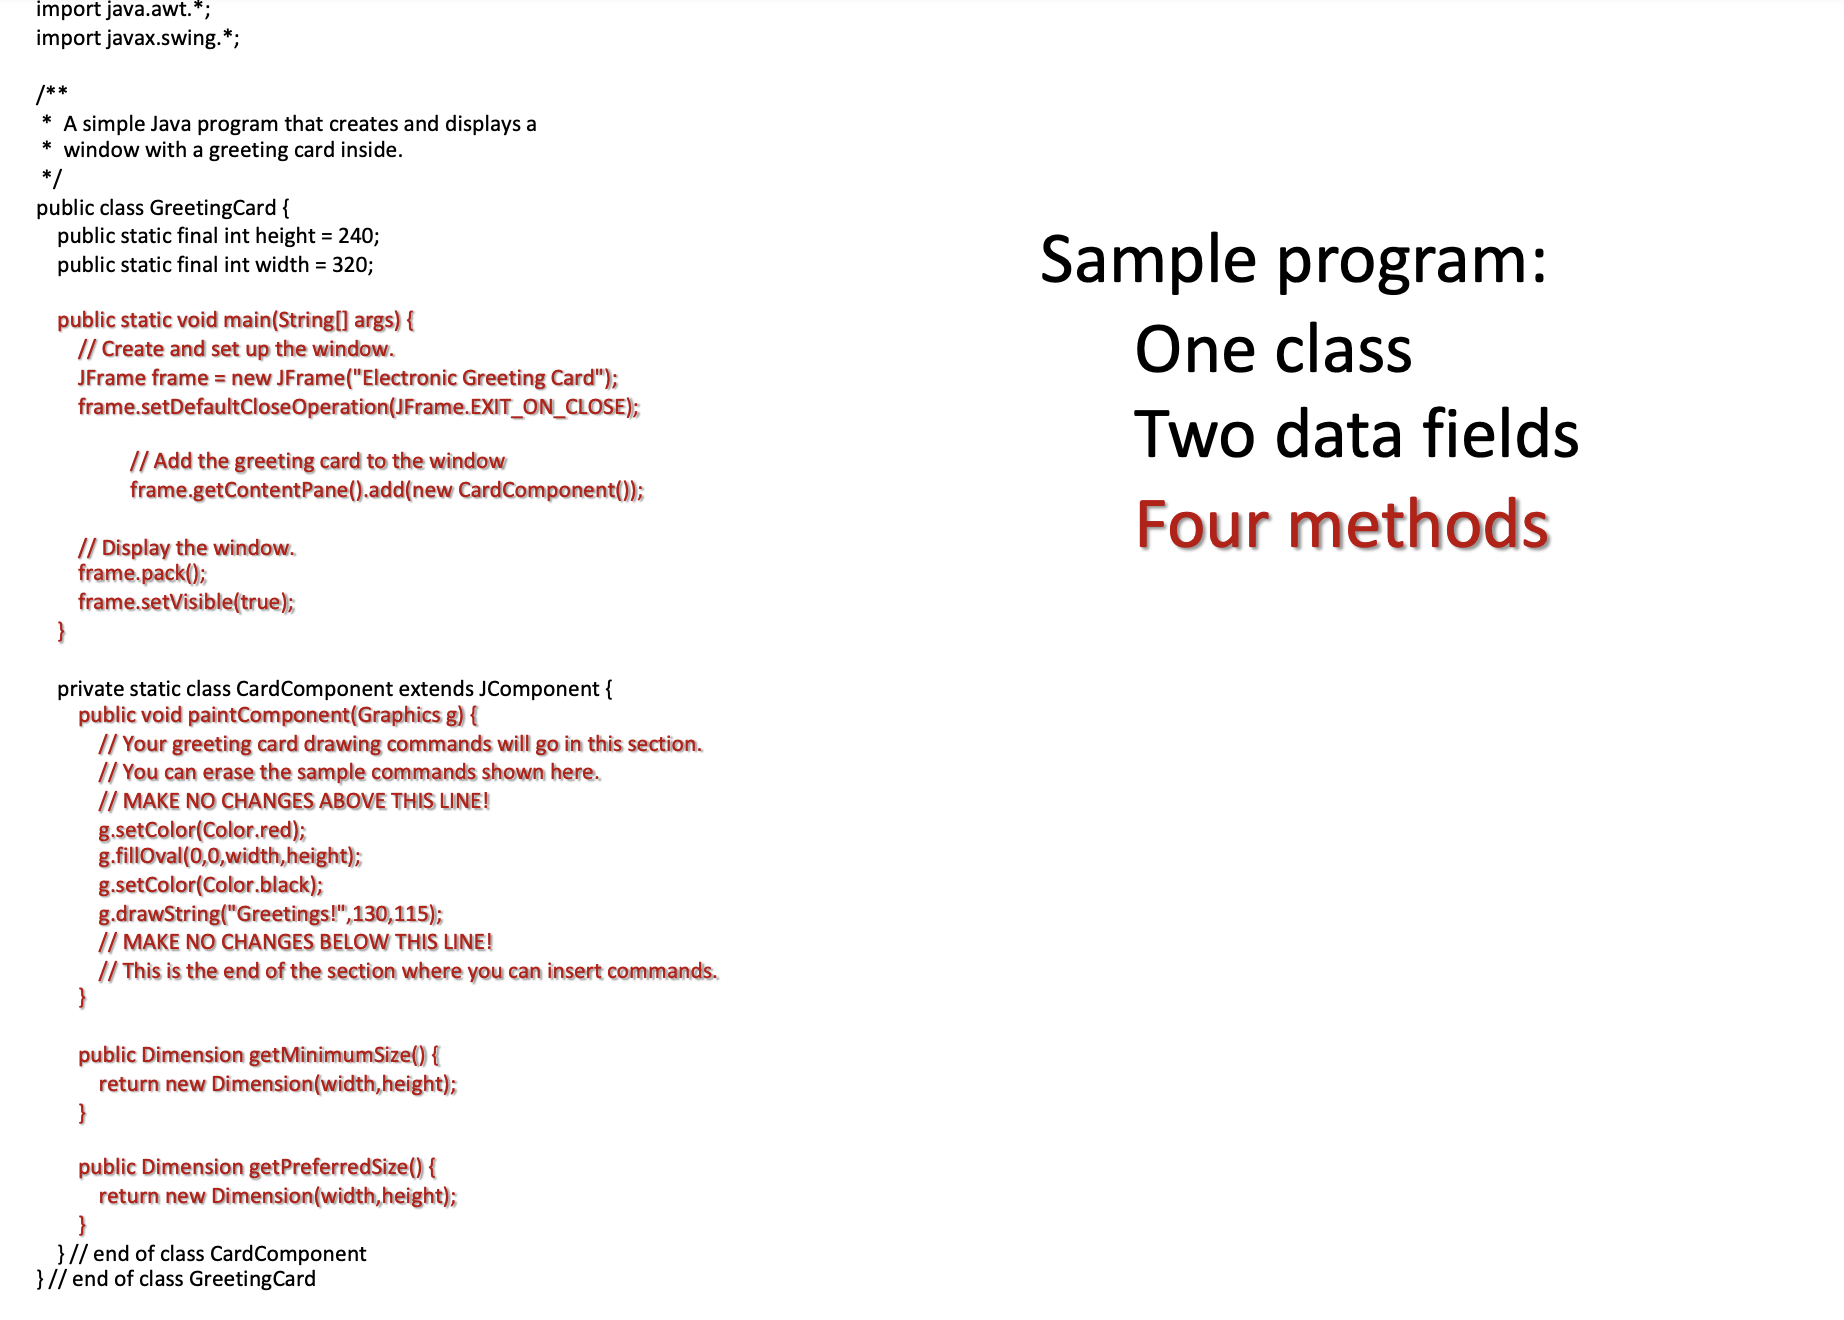 import java.awt.*;
import javax.swing.*;
/**
* A simple Java program that creates and displays a
* window with a greeting card inside.
*/
public class GreetingCard {
public static final int height = 240;
public static final int width = 320;
public static void main(String[] args) {
// Create and set up the window.
JFrame frame = new JFrame("Electronic Greeting Card");
frame.setDefaultCloseOperation(JFrame.EXIT_ON_CLOSE);
// Add the greeting card to the window
frame.getContentPane().add(new CardComponent());
// Display the window.
frame.pack();
frame.setVisible(true);
}
private static class CardComponent extends JComponent {
public void paintComponent(Graphics g) {
// Your greeting card drawing commands will go in this section.
// You can erase the sample commands shown here.
// MAKE NO CHANGES ABOVE THIS LINE!
g.setColor(Color.red);
g.fillOval(0,0,width,height);
g.setColor(Color.black);
g.drawString("Greetings!",130,115);
// MAKE NO CHANGES BELOW THIS LINE!
// This is the end of the section where you can insert commands.
}
public Dimension getMinimumSize() {
return new Dimension(width,height);
}
public Dimension getPreferredSize() {
return new Dimension(width,height);
}
} // end of class CardComponent
} // end of class GreetingCard
Sample program:
One class
Two data fields
Four methods